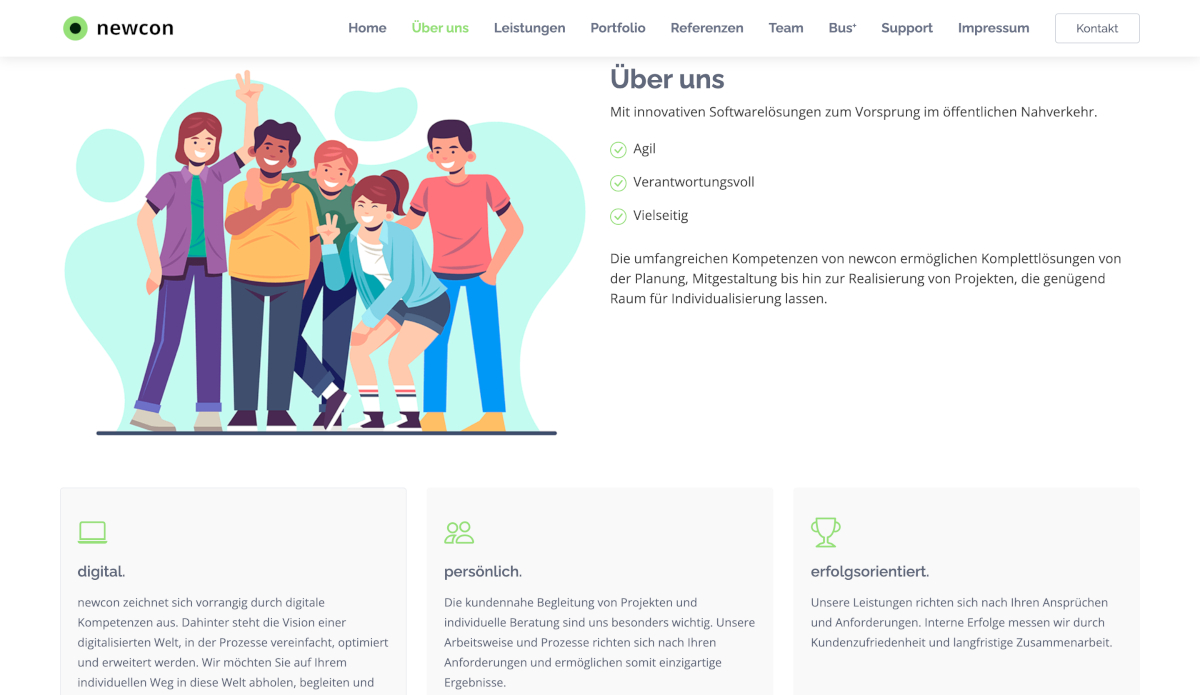 newcon
Home Über uns Leistungen Portfolio Referenzen Team Bus⁺ Support Impressum Kontakt
Über uns
Mit innovativen Softwarelösungen zum Vorsprung im öffentlichen Nahverkehr.
Agil
Verantwortungsvoll
Vielseitig
Die umfangreichen Kompetenzen von newcon ermöglichen Komplettlösungen von
der Planung, Mitgestaltung bis hin zur Realisierung von Projekten, die genügend
Raum für Individualisierung lassen.
digital.
newcon zeichnet sich vorrangig durch digitale
Kompetenzen aus. Dahinter steht die Vision einer
digitalisierten Welt, in der Prozesse vereinfacht, optimiert
und erweitert werden. Wir möchten Sie auf Ihrem
individuellen Weg in diese Welt abholen, begleiten und
persönlich.
Die kundennahe Begleitung von Projekten und
individuelle Beratung sind uns besonders wichtig. Unsere
Arbeitsweise und Prozesse richten sich nach Ihren
Anforderungen und ermöglichen somit einzigartige
Ergebnisse.
erfolgsorientiert.
Unsere Leistungen richten sich nach Ihren Ansprüchen
und Anforderungen. Interne Erfolge messen wir durch
Kundenzufriedenheit und langfristige Zusammenarbeit.